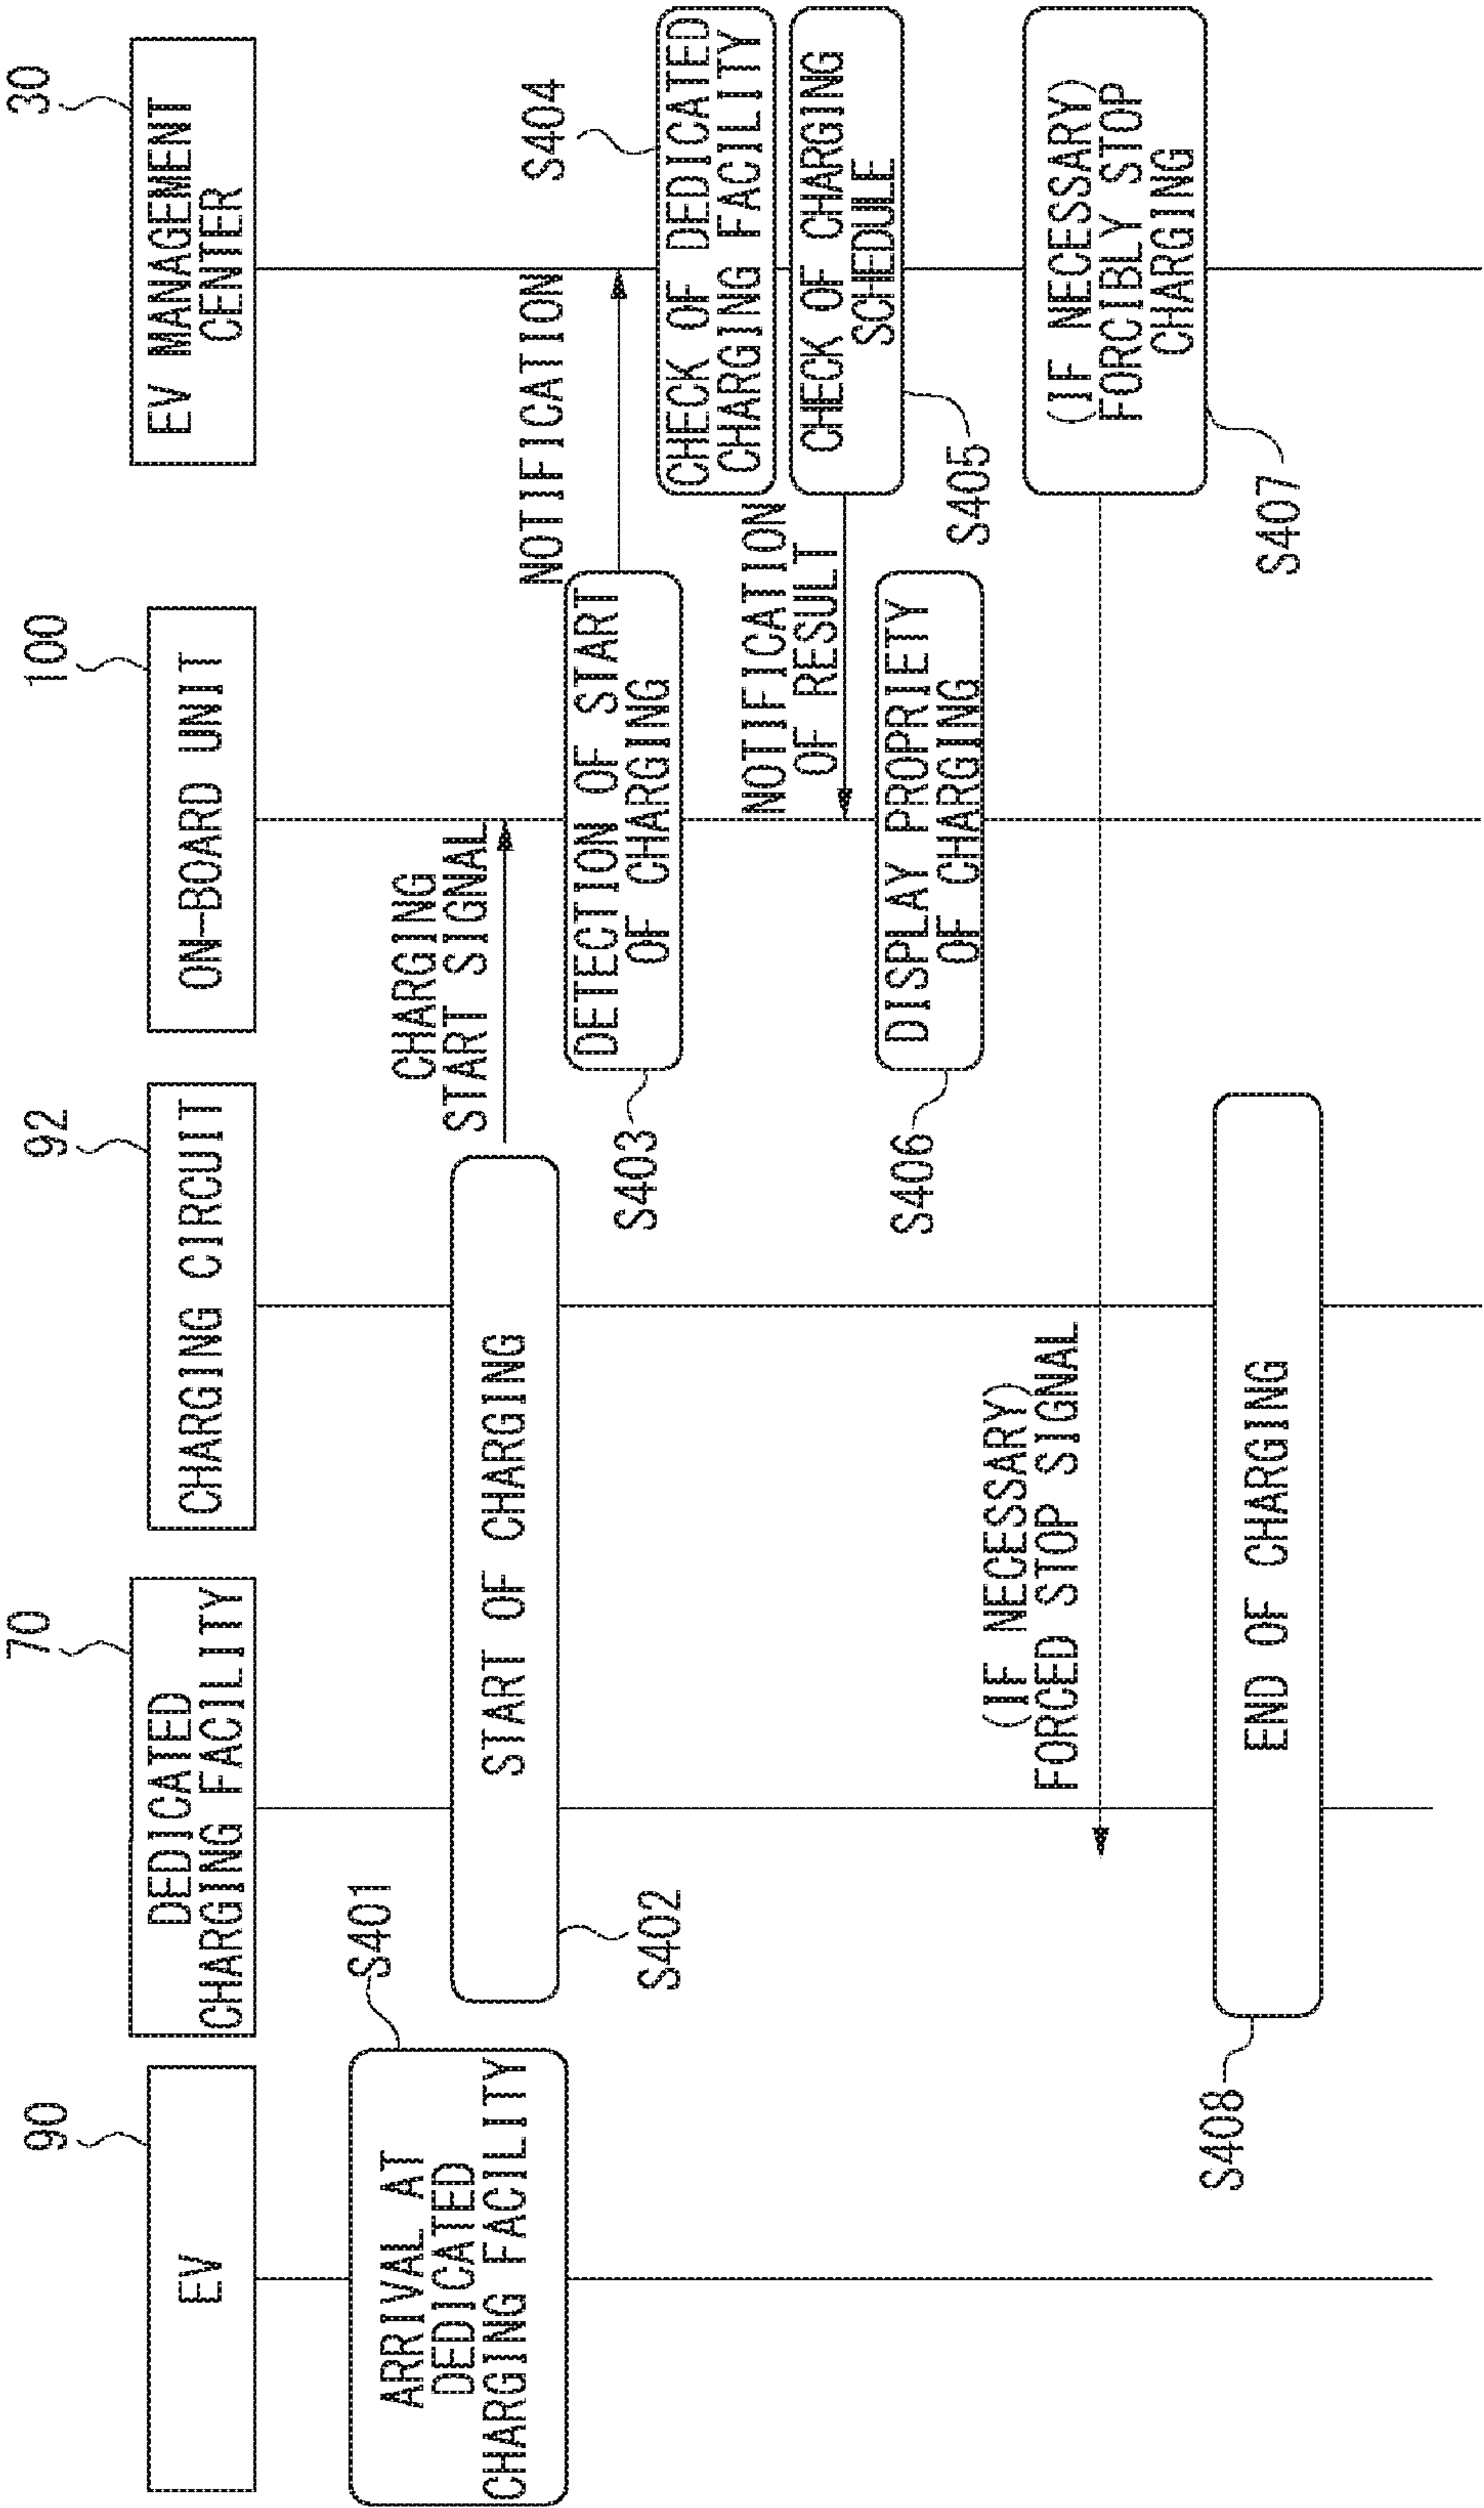 90
EV
70
DEDICATED
CHARGING FACILITY
92
CHARGING CIRCUIT
100
ON-BOARD UNIT
30
EV MANAGEMENT
CENTER
S401
ARRIVAL AT
DEDICATED
CHARGING FACILITY
START OF CHARGING
S402
CHARGING
START SIGNAL
DETECTION OF START
OF CHARGING
S403
NOTIFICATION
S404
CHECK OF DEDICATED
CHARGING FACILITY
CHECK OF CHARGING
SCHEDULE
S405
NOTIFICATION
OF RESULT
DISPLAY PROPRIETY
OF CHARGING
S406
(IF NECESSARY)
FORCIBLY STOP
CHARGING
S407
(IF NECESSARY)
FORCED STOP SIGNAL
END OF CHARGING
S408